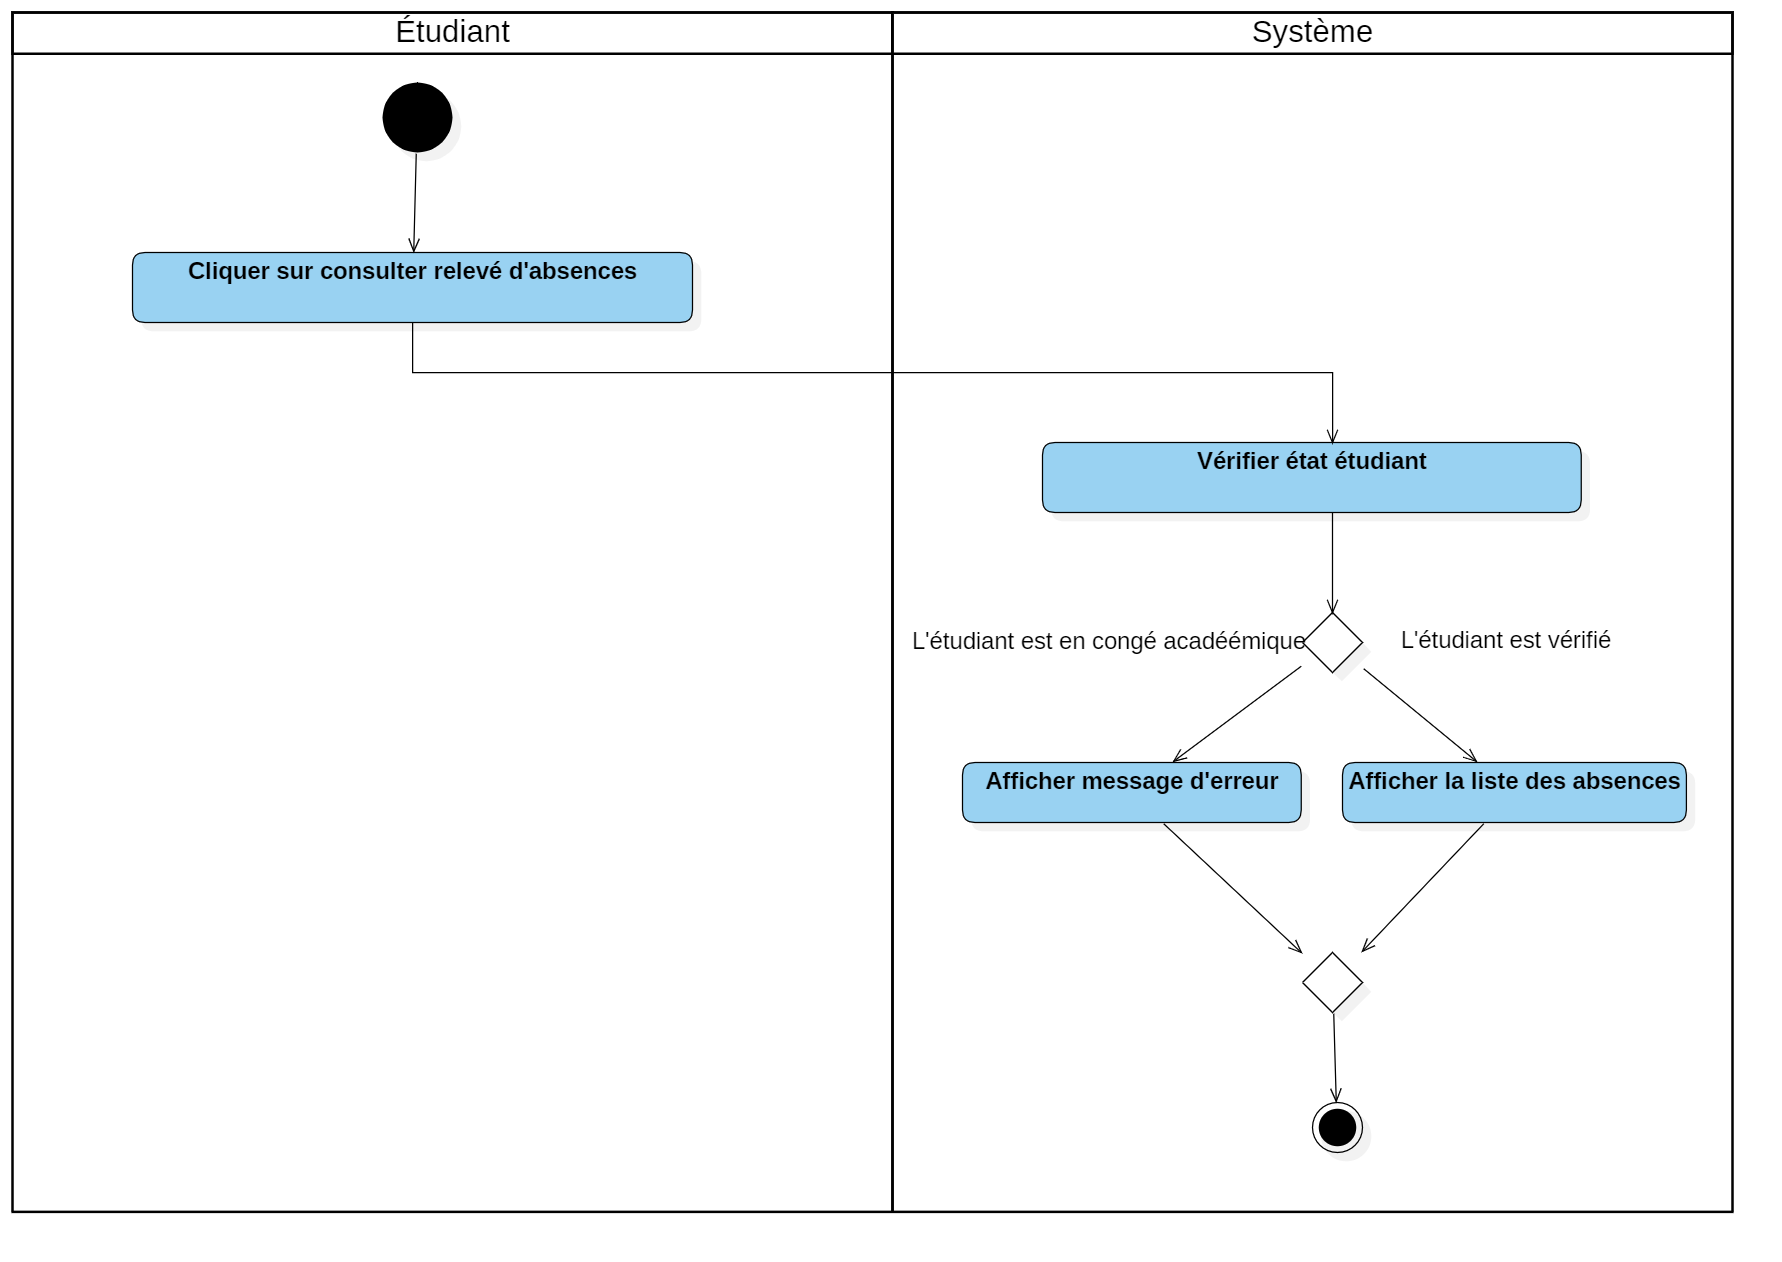 Étudiant
Système
Cliquer sur consulter relevé d'absences
Vérifier état étudiant
L'étudiant est en congé acadéémique
L'étudiant est vérifié
Afficher message d'erreur
Afficher la liste des absences